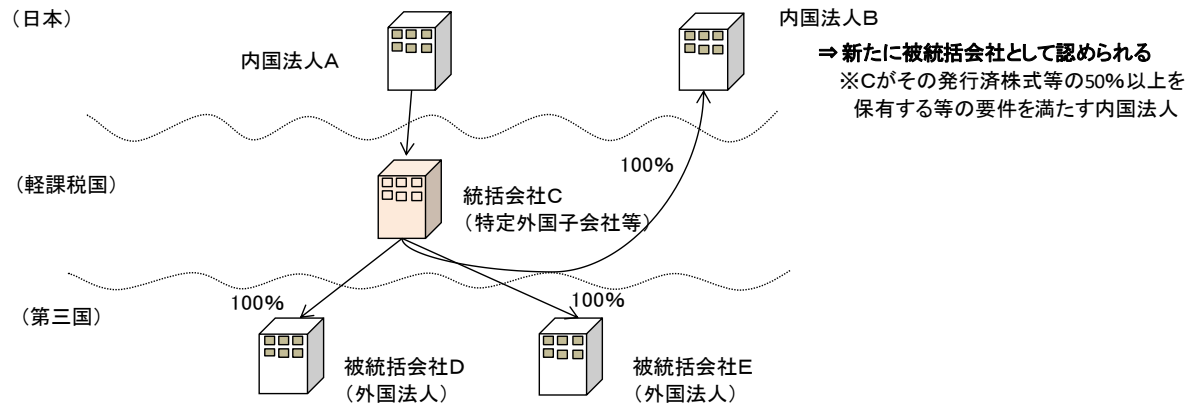 （日本）
内国法人A
内国法人B
⇒ 新たに被統括会社として認められる
※Cがその発行済株式等の50％以上を
保有する等の要件を満たす内国法人
（軽課税国）
100％
統括会社C
（特定外国子会社等）
（第三国）
100％
100％
被統括会社D
（外国法人）
被統括会社E
（外国法人）